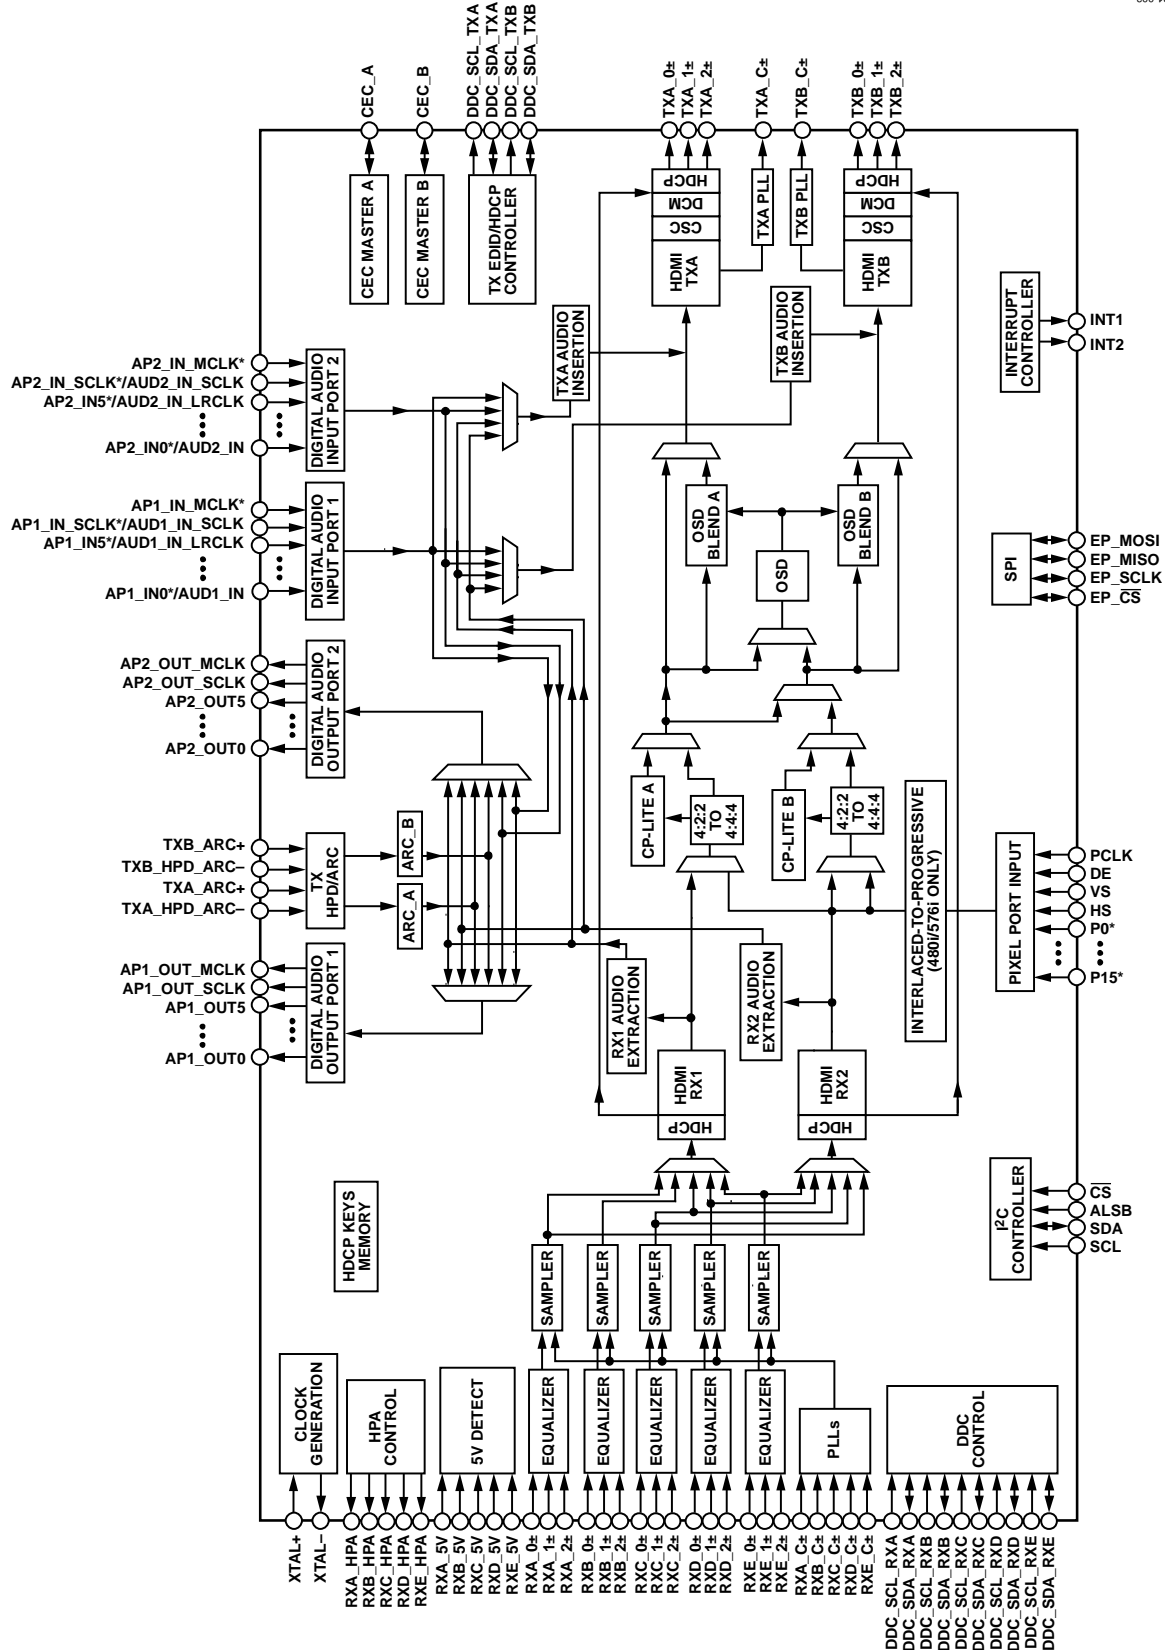 CEC_A
CEC_B
DDC_SCL_TXA
DDC_SDA_TXA
DDC_SCL_TXB
DDC_SDA_TXB
TXA_0±
TXA_1±
TXA_2±
TXA_C±
TXB_C±
TXB_0±
TXB_1±
TXB_2±
CEC MASTER A
CEC MASTER B
TX EDID/HDCP
CONTROLLER
HDCP
DCM
CSC
HDMI
TXA
TXA PLL
TXB PLL
HDCP
DCM
CSC
HDMI
TXB
INTERRUPT
CONTROLLER
INT1
INT2
AP2_IN_MCLK*
AP2_IN_SCLK*/AUD2_IN_SCLK
AP2_IN5*/AUD2_IN_LRCLK
AP2_IN0*/AUD2_IN
DIGITAL AUDIO
INPUT PORT 2
TXA AUDIO
INSERTION
TXB AUDIO
INSERTION
AP1_IN_MCLK*
AP1_IN_SCLK*/AUD1_IN_SCLK
AP1_IN5*/AUD1_IN_LRCLK
AP1_IN0*/AUD1_IN
DIGITAL AUDIO
INPUT PORT 1
OSD
BLEND A
OSD
OSD
BLEND B
SPI
EP_MOSI
EP_MISO
EP_SCLK
EP_C̅S̅
AP2_OUT_MCLK
AP2_OUT_SCLK
AP2_OUT5
AP2_OUT0
DIGITAL AUDIO
OUTPUT PORT 2
CP-LITE A
4:2:2
TO
4:4:4
CP-LITE B
4:2:2
TO
4:4:4
INTERLACED-TO-PROGRESSIVE
(480i/576i ONLY)
PIXEL PORT INPUT
PCLK
DE
VS
HS
P0*
P15*
TXB_ARC+
TXB_HPD_ARC–
TXA_ARC+
TXA_HPD_ARC–
TX
HPD/ARC
ARC_B
ARC_A
AP1_OUT_MCLK
AP1_OUT_SCLK
AP1_OUT5
AP1_OUT0
DIGITAL AUDIO
OUTPUT PORT 1
RX1 AUDIO
EXTRACTION
RX2 AUDIO
EXTRACTION
HDMI
RX1
HDCP
HDMI
RX2
HDCP
HDCP KEYS
MEMORY
I²C
CONTROLLER
C̅S̅
ALSB
SDA
SCL
SAMPLER
SAMPLER
SAMPLER
SAMPLER
SAMPLER
CLOCK
GENERATION
HPA
CONTROL
5V DETECT
EQUALIZER
EQUALIZER
EQUALIZER
EQUALIZER
EQUALIZER
PLLs
DDC
CONTROL
XTAL+
XTAL–
RXA_HPA
RXB_HPA
RXC_HPA
RXD_HPA
RXE_HPA
RXA_5V
RXB_5V
RXC_5V
RXD_5V
RXE_5V
RXA_0±
RXA_1±
RXA_2±
RXB_0±
RXB_1±
RXB_2±
RXC_0±
RXC_1±
RXC_2±
RXD_0±
RXD_1±
RXD_2±
RXE_0±
RXE_1±
RXE_2±
RXA_C±
RXB_C±
RXC_C±
RXD_C±
RXE_C±
DDC_SCL_RXA
DDC_SDA_RXA
DDC_SCL_RXB
DDC_SDA_RXB
DDC_SCL_RXC
DDC_SDA_RXC
DDC_SCL_RXD
DDC_SDA_RXD
DDC_SCL_RXE
DDC_SDA_RXE